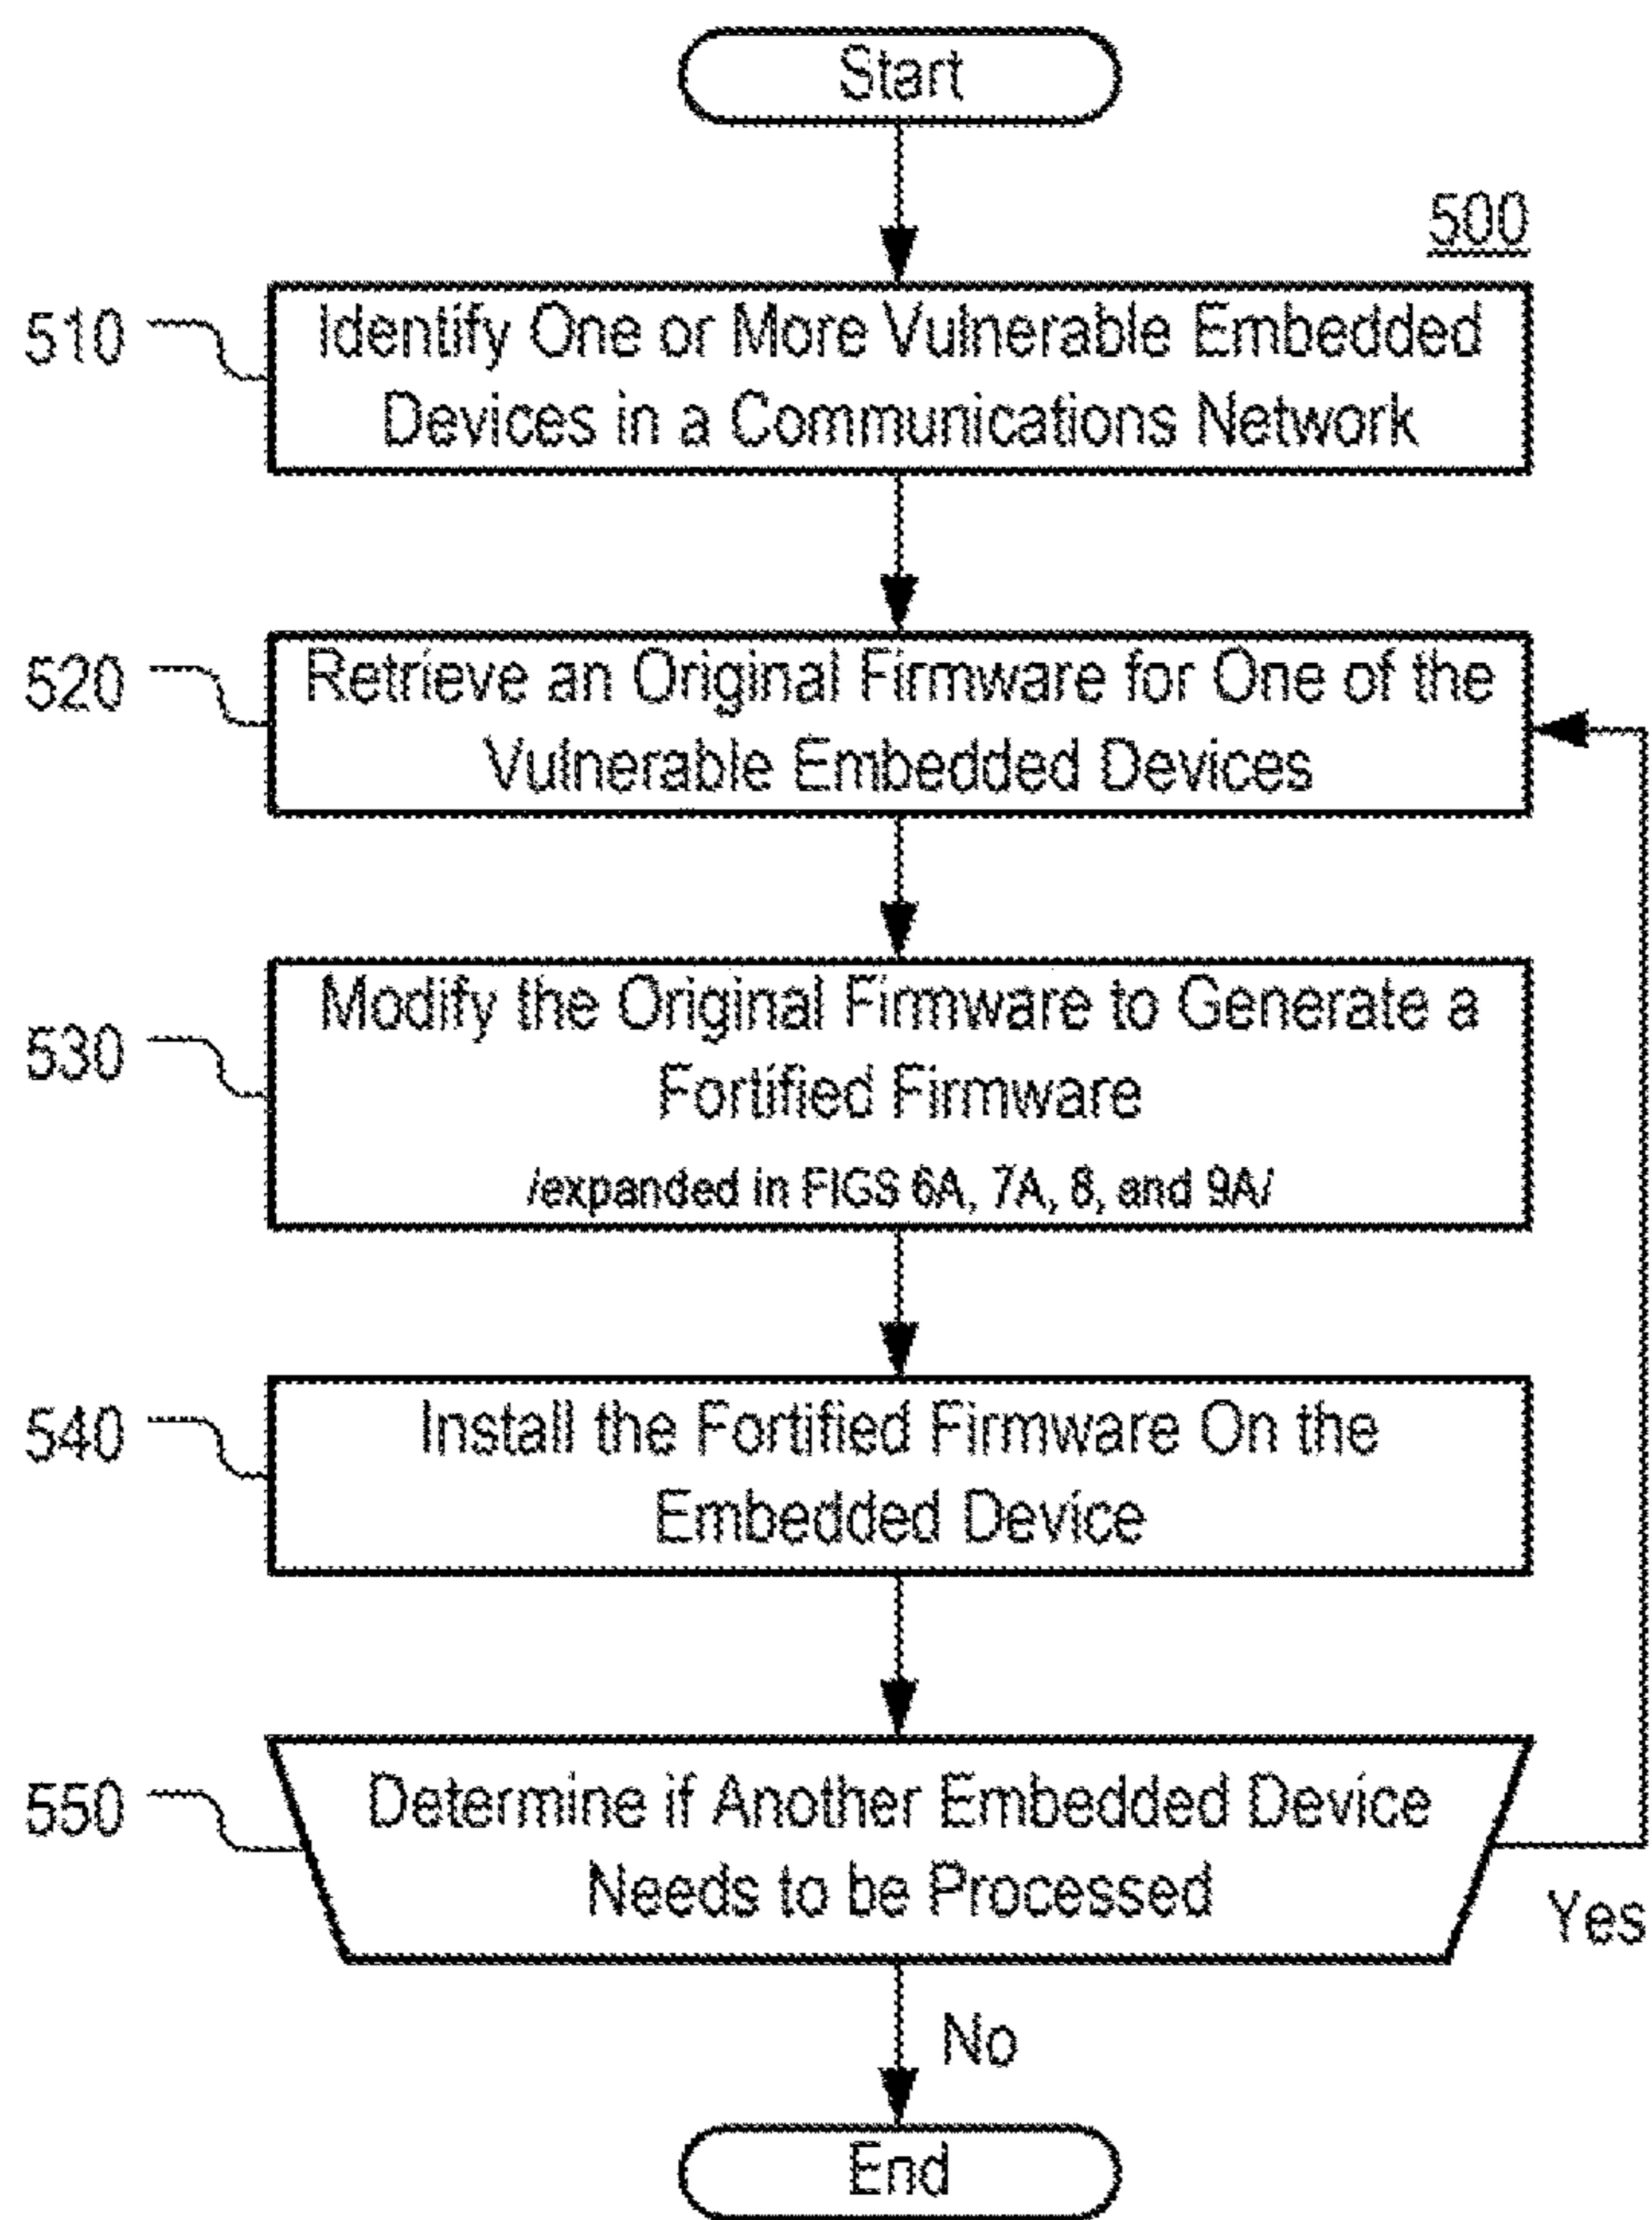 Start
500
510
Identify One or More Vulnerable Embedded
Devices in a Communications Network
520
Retrieve an Original Firmware for One of the
Vulnerable Embedded Devices
530
Modify the Original Firmware to Generate a
Fortified Firmware
/expanded in FIGS 6A, 7A, 8, and 9A/
540
Install the Fortified Firmware On the
Embedded Device
550
Determine if Another Embedded Device
Needs to be Processed
Yes
No
End